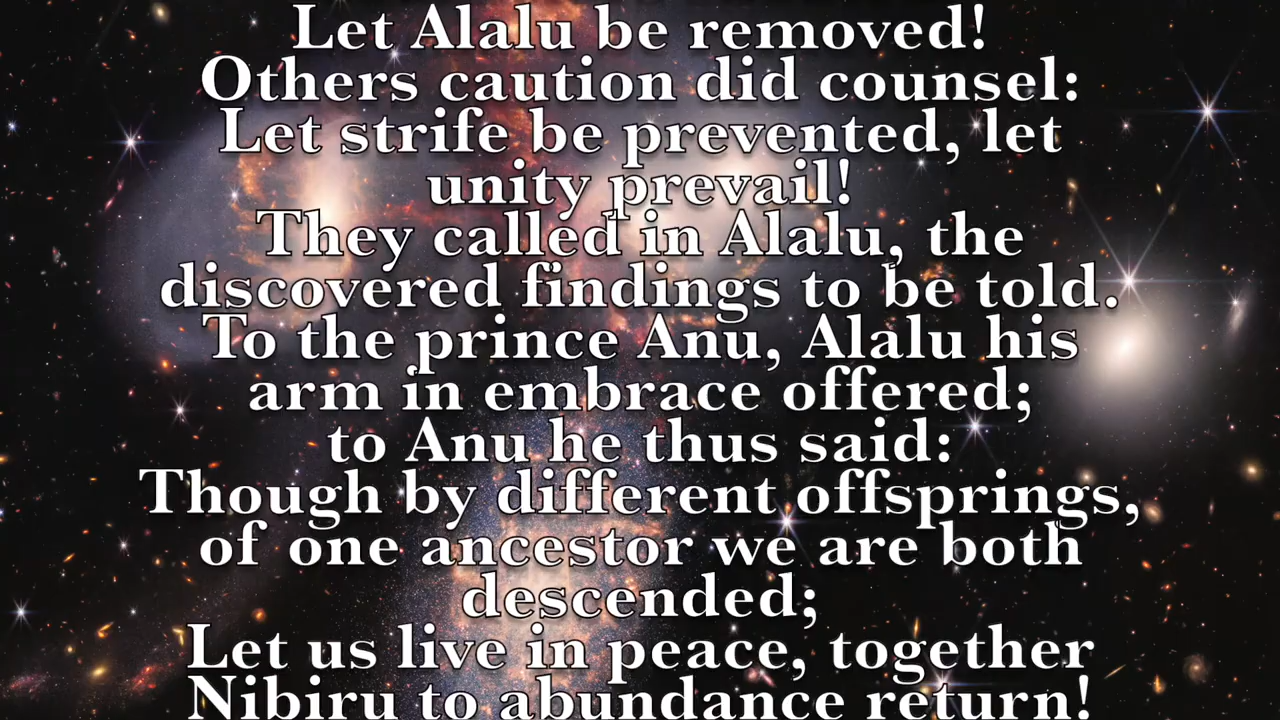 Let Alalu be removed!
Others caution did counsel:
Let strife be prevented, let
unity prevail!
They called in Alalu, the
discovered findings to be told.
To the prince Anu, Alalu his
arm in embrace offered;
to Anu he thus said:
Though by different offsprings,
of one ancestor we are both
descended;
Let us live in peace, together
Nibiru to abundance return!